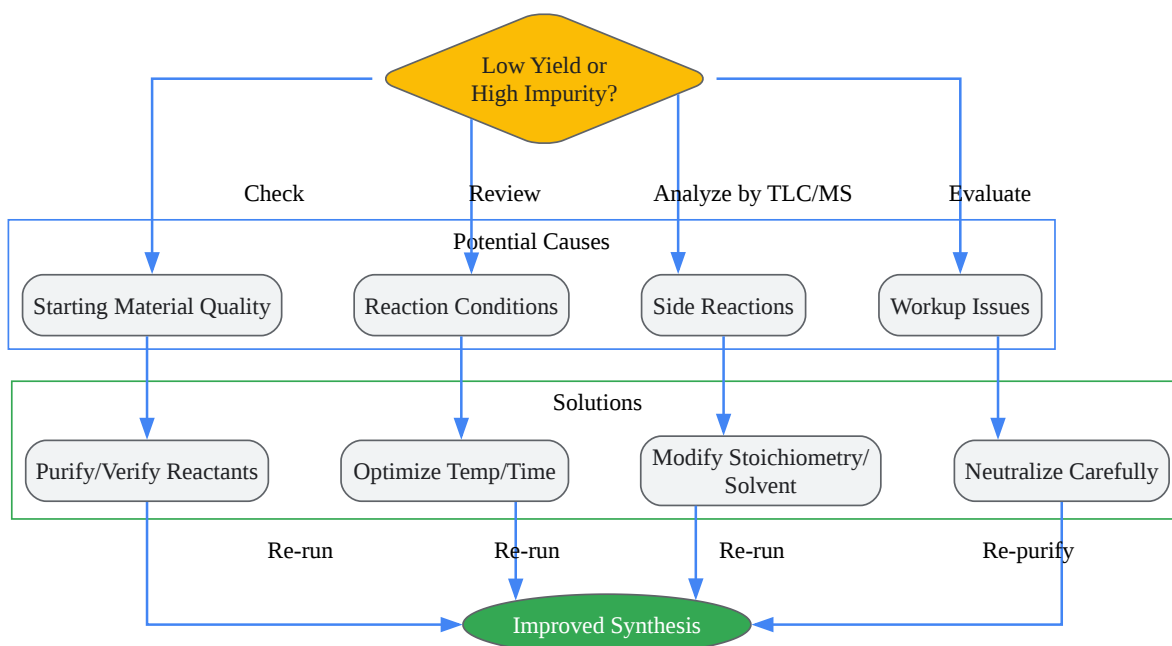 Low Yield or
High Impurity?
Check
Review
Analyze by TLC/MS
Evaluate
Potential Causes
Starting Material Quality
Reaction Conditions
Side Reactions
Workup Issues
Solutions
Purify/Verify Reactants
Optimize Temp/Time
Modify Stoichiometry/
Solvent
Neutralize Carefully
Re-run
Re-run
Re-run
Re-purify
Improved Synthesis